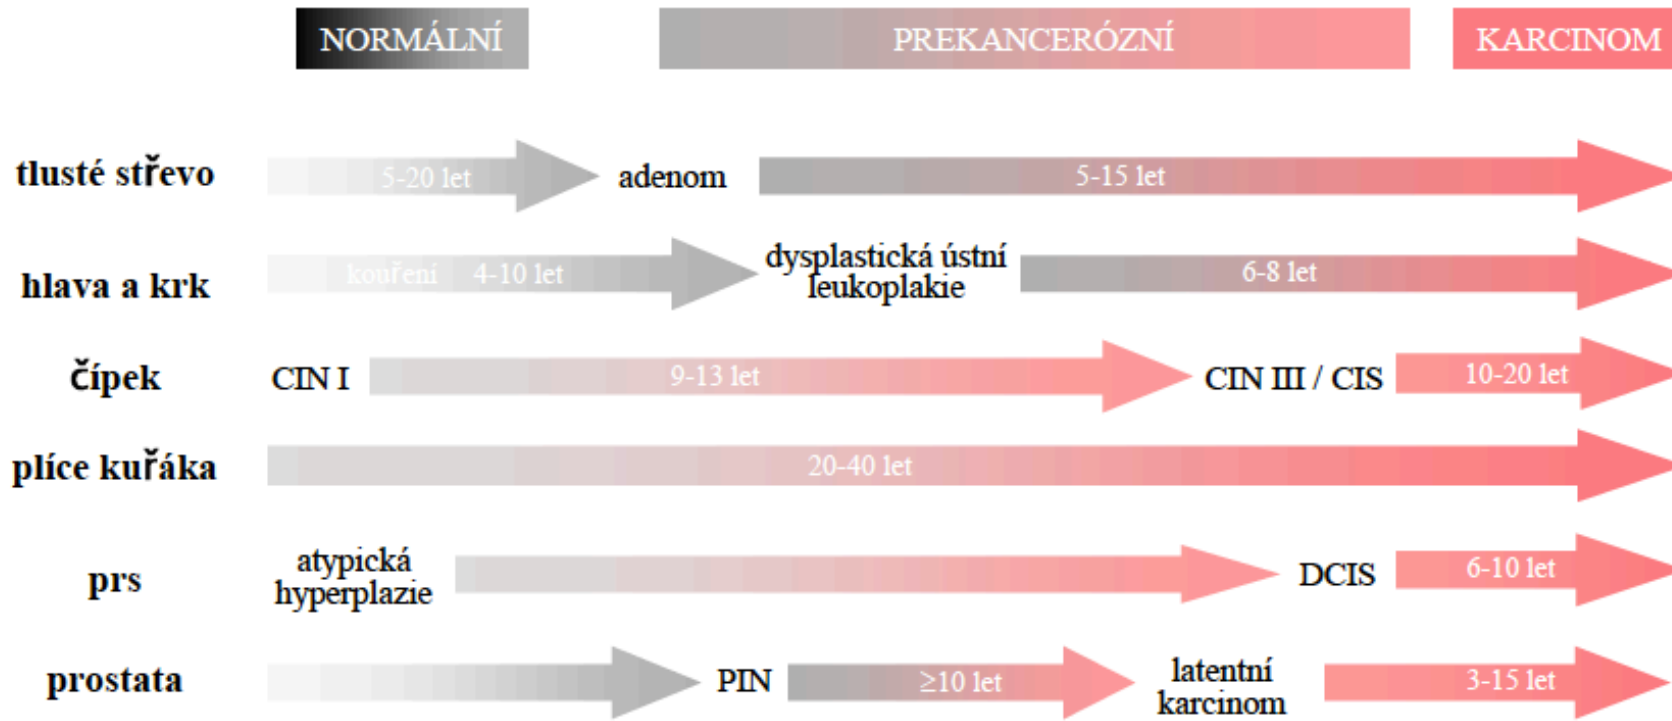 NORMÁLNÍ PREKANCERÓZNÍ KARCINOM
tlusté střevo 5-20 let adenom 5-15 let
hlava a krk kouření 4-10 let dysplastická ústní
leukoplakie 6-8 let
čípek CIN I 9-13 let CIN III / CIS 10-20 let
plíce kuřáka 20-40 let
prs atypická
hyperplazie DCIS 6-10 let
prostata PIN ≥10 let latentní
karcinom 3-15 let